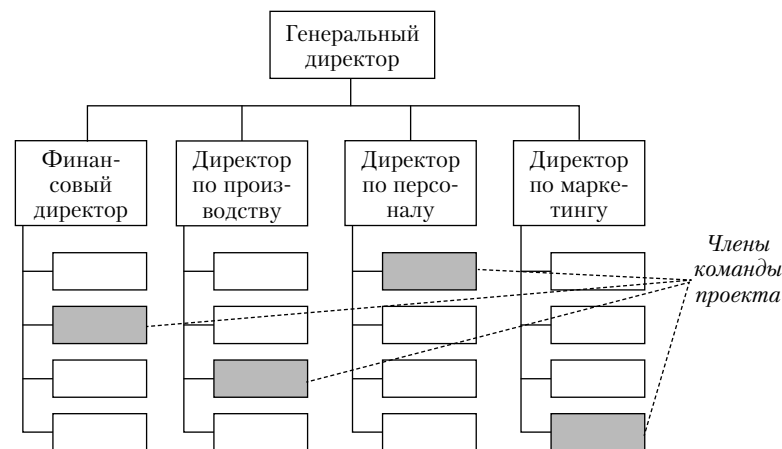 Генеральный
директор
Финан-
совый
директор
Директор
по произ-
водству
Директор
по персо-
налу
Директор
по марке-
тингу
Члены
команды
проекта